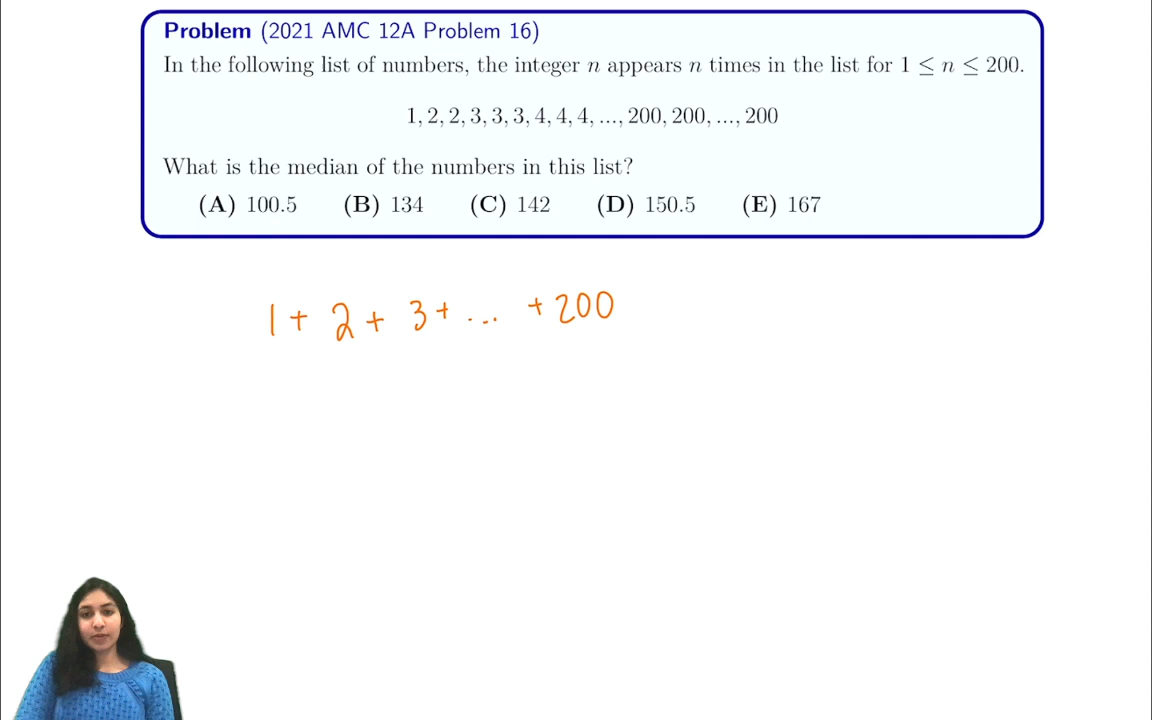 Problem (2021 AMC 12A Problem 16)
In the following list of numbers, the integer n appears n times in the list for 1 ≤ n ≤ 200.
1, 2, 2, 3, 3, 3, 4, 4, 4, ..., 200, 200, ..., 200
What is the median of the numbers in this list?
(A) 100.5 (B) 134 (C) 142 (D) 150.5 (E) 167
1 + 2 + 3 + ... + 200